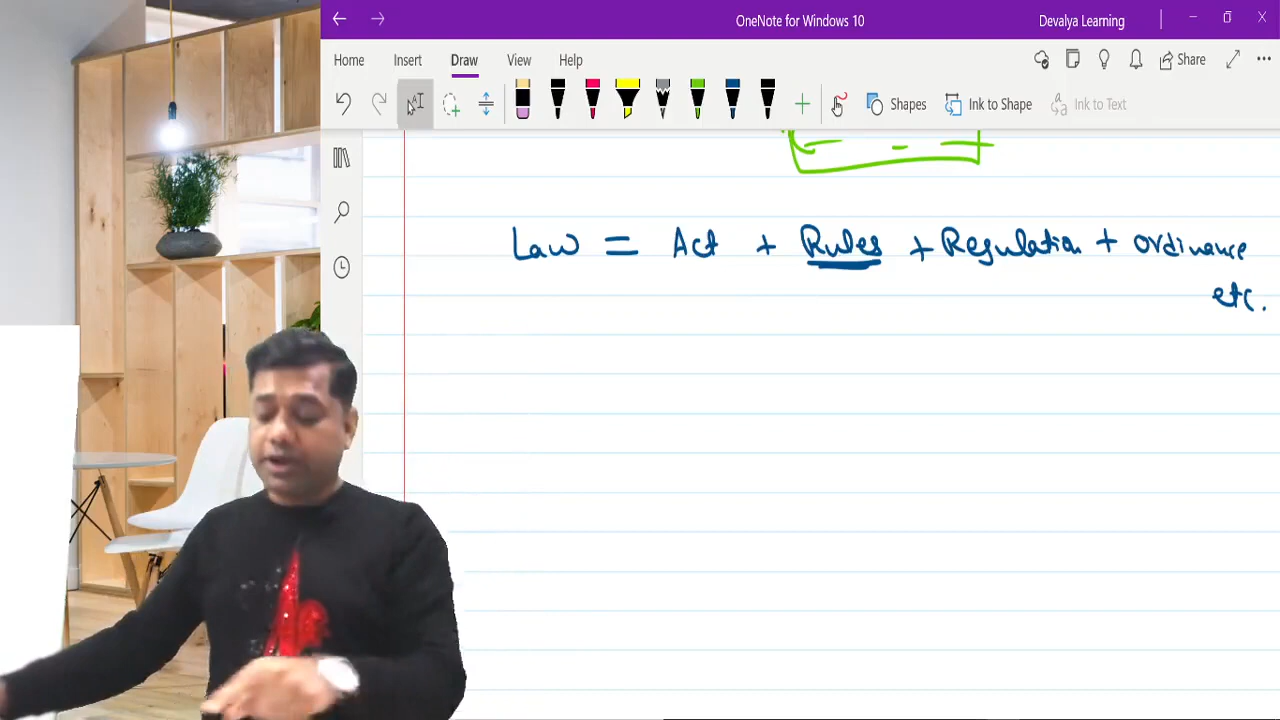 OneNote for Windows 10
Devalya Learning
Home Insert Draw View Help
Share
Shapes
Ink to Shape
Ink to Text
Law = Act + Rules + Regulation + Ordinance
etc.